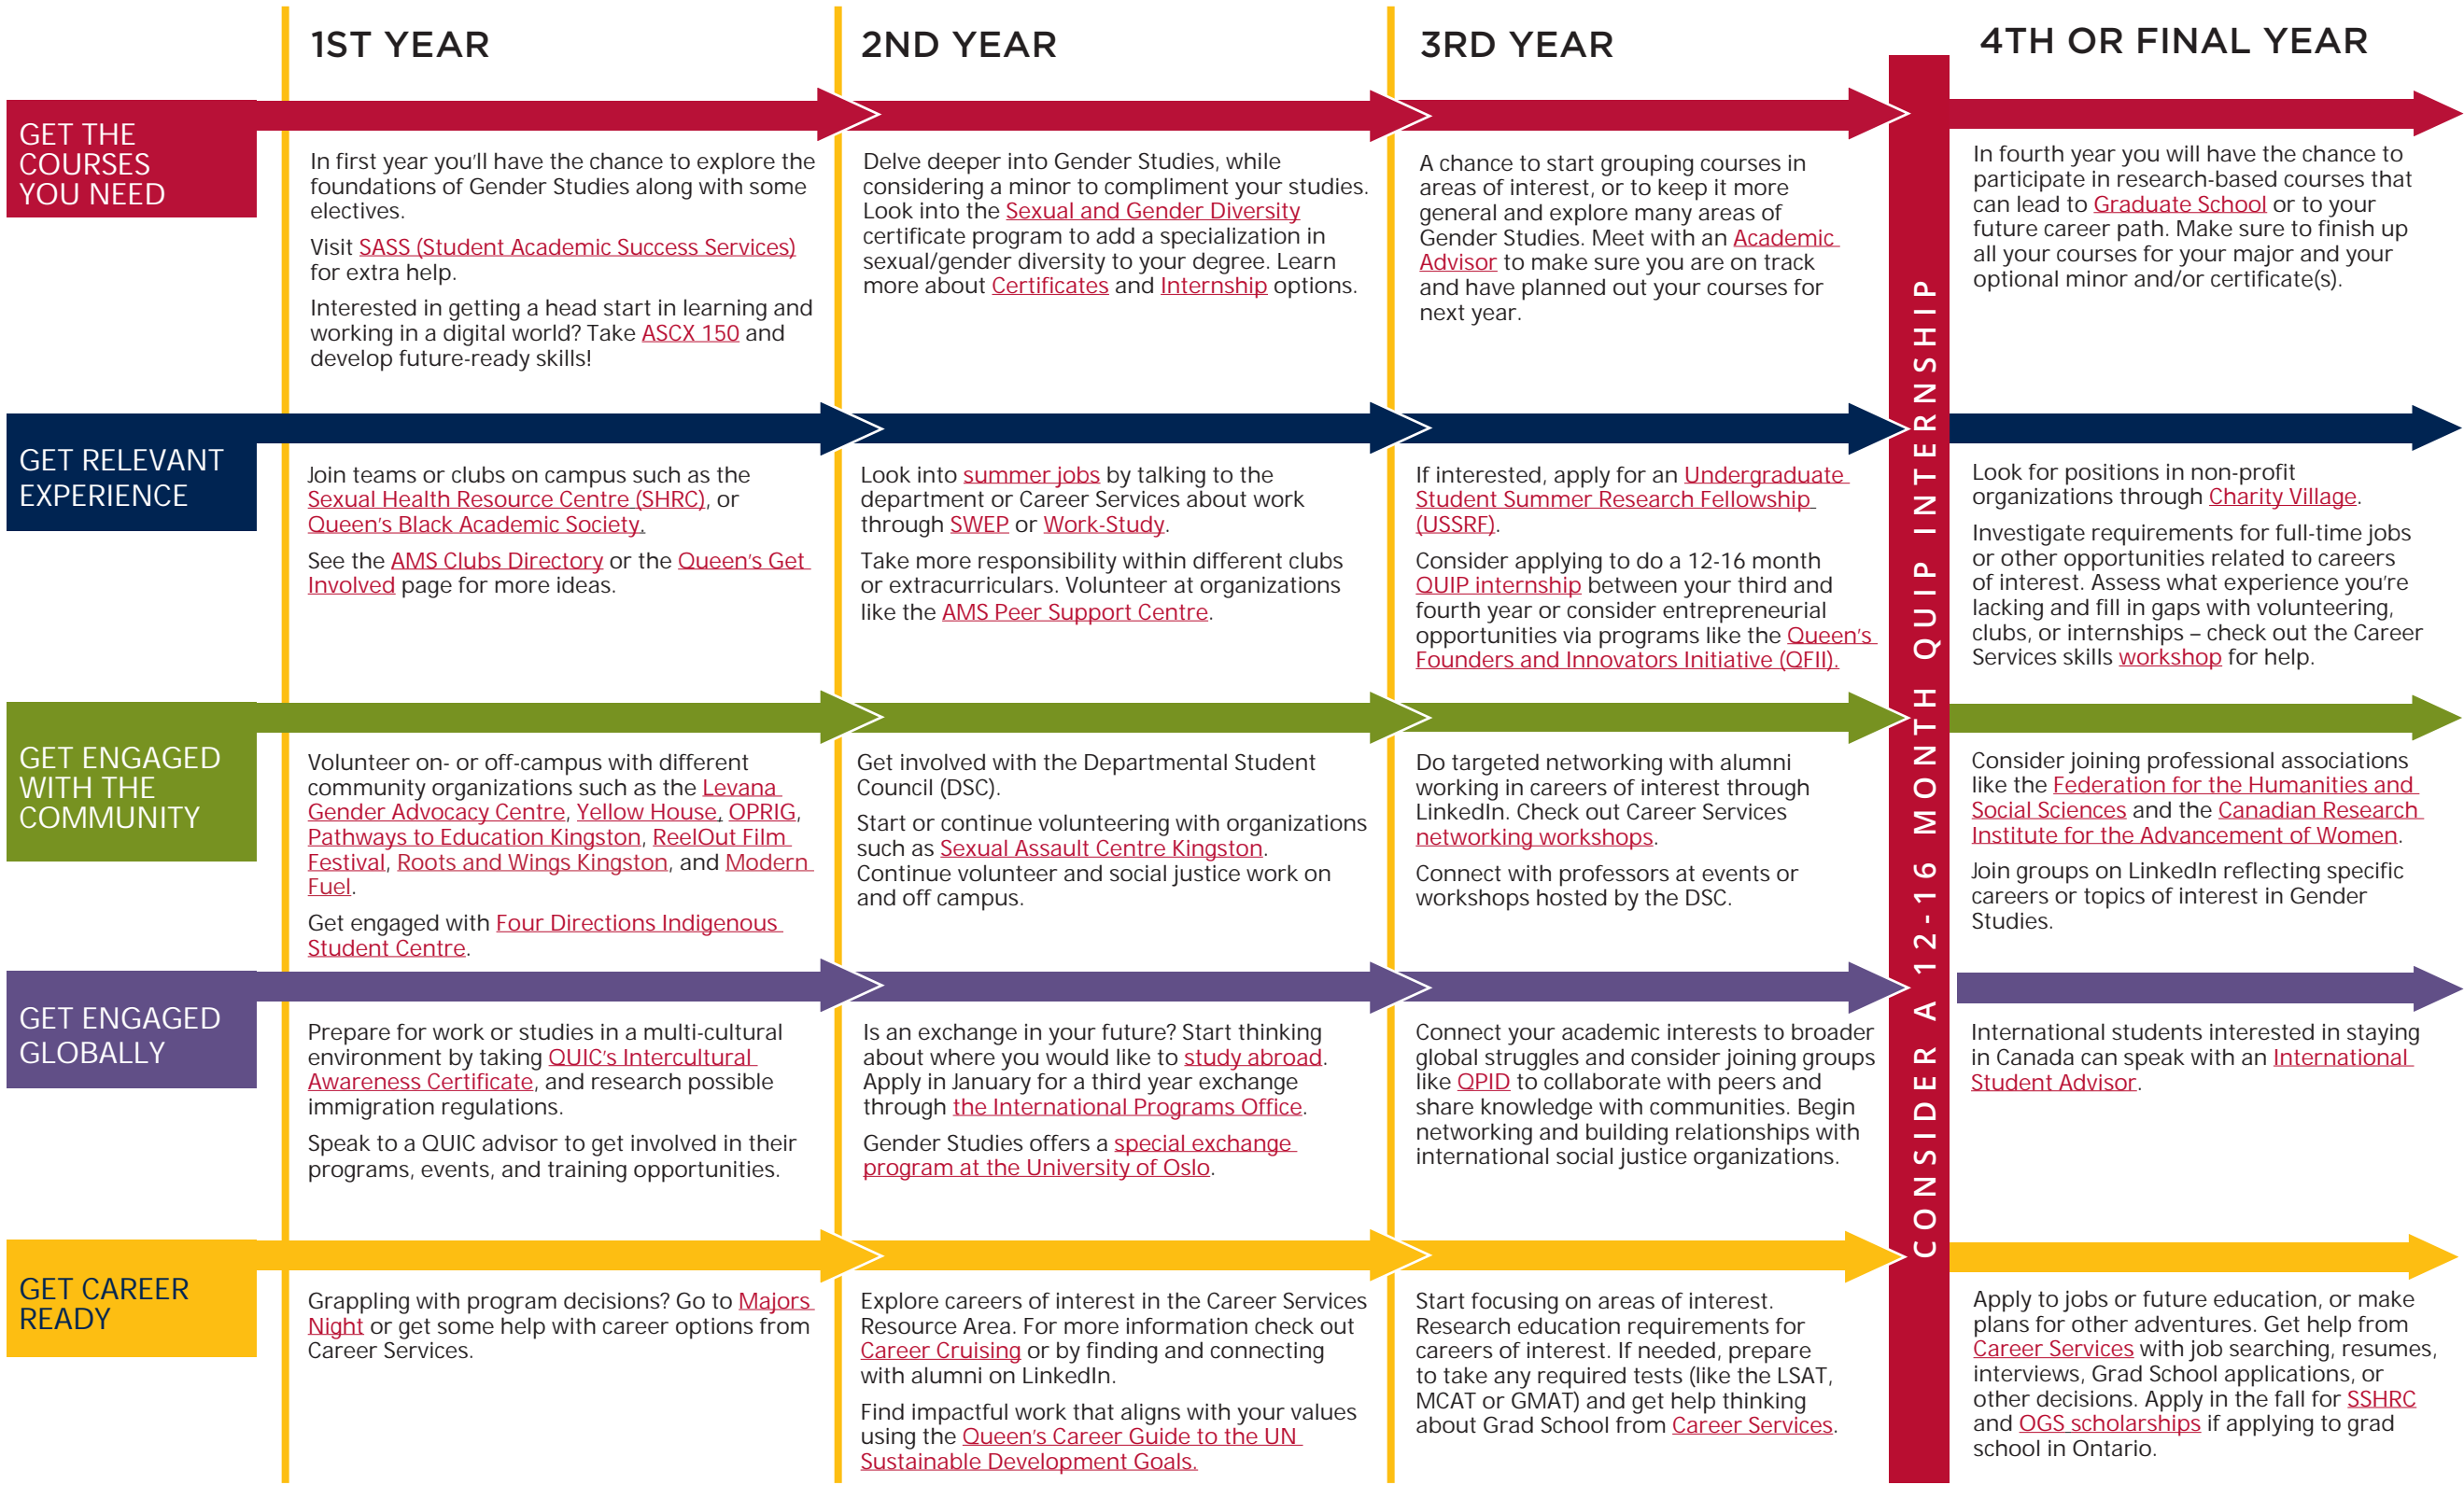 1ST YEAR
2ND YEAR
3RD YEAR
4TH OR FINAL YEAR
GET THE
COURSES
YOU NEED
In first year you'll have the chance to explore the
foundations of Gender Studies along with some
electives.
Visit SASS (Student Academic Success Services)
for extra help.
Interested in getting a head start in learning and
working in a digital world? Take ASCX 150 and
develop future-ready skills!
Delve deeper into Gender Studies, while
considering a minor to compliment your studies.
Look into the Sexual and Gender Diversity
certificate program to add a specialization in
sexual/gender diversity to your degree. Learn
more about Certificates and Internship options.
A chance to start grouping courses in
areas of interest, or to keep it more
general and explore many areas of
Gender Studies. Meet with an Academic
Advisor to make sure you are on track
and have planned out your courses for
next year.
In fourth year you will have the chance to
participate in research-based courses that
can lead to Graduate School or to your
future career path. Make sure to finish up
all your courses for your major and your
optional minor and/or certificate(s).
GET RELEVANT
EXPERIENCE
Join teams or clubs on campus such as the
Sexual Health Resource Centre (SHRC), or
Queen's Black Academic Society.
See the AMS Clubs Directory or the Queen's Get
Involved page for more ideas.
Look into summer jobs by talking to the
department or Career Services about work
through SWEP or Work-Study.
Take more responsibility within different clubs
or extracurriculars. Volunteer at organizations
like the AMS Peer Support Centre.
If interested, apply for an Undergraduate
Student Summer Research Fellowship
(USSRF).
Consider applying to do a 12-16 month
QUIP internship between your third and
fourth year or consider entrepreneurial
opportunities via programs like the Queen's
Founders and Innovators Initiative (QFII).
Look for positions in non-profit
organizations through Charity Village.
Investigate requirements for full-time jobs
or other opportunities related to careers
of interest. Assess what experience you're
lacking and fill in gaps with volunteering,
clubs, or internships – check out the Career
Services skills workshop for help.
GET ENGAGED
WITH THE
COMMUNITY
Volunteer on- or off-campus with different
community organizations such as the Levana
Gender Advocacy Centre, Yellow House, OPRIG,
Pathways to Education Kingston, ReelOut Film
Festival, Roots and Wings Kingston, and Modern
Fuel.
Get engaged with Four Directions Indigenous
Student Centre.
Get involved with the Departmental Student
Council (DSC).
Start or continue volunteering with organizations
such as Sexual Assault Centre Kingston.
Continue volunteer and social justice work on
and off campus.
Do targeted networking with alumni
working in careers of interest through
LinkedIn. Check out Career Services
networking workshops.
Connect with professors at events or
workshops hosted by the DSC.
Consider joining professional associations
like the Federation for the Humanities and
Social Sciences and the Canadian Research
Institute for the Advancement of Women.
Join groups on LinkedIn reflecting specific
careers or topics of interest in Gender
Studies.
GET ENGAGED
GLOBALLY
Prepare for work or studies in a multi-cultural
environment by taking QUIC's Intercultural
Awareness Certificate, and research possible
immigration regulations.
Speak to a QUIC advisor to get involved in their
programs, events, and training opportunities.
Is an exchange in your future? Start thinking
about where you would like to study abroad.
Apply in January for a third year exchange
through the International Programs Office.
Gender Studies offers a special exchange
program at the University of Oslo.
Connect your academic interests to broader
global struggles and consider joining groups
like QPID to collaborate with peers and
share knowledge with communities. Begin
networking and building relationships with
international social justice organizations.
International students interested in staying
in Canada can speak with an International
Student Advisor.
GET CAREER
READY
Grappling with program decisions? Go to Majors
Night or get some help with career options from
Career Services.
Explore careers of interest in the Career Services
Resource Area. For more information check out
Career Cruising or by finding and connecting
with alumni on LinkedIn.
Find impactful work that aligns with your values
using the Queen's Career Guide to the UN
Sustainable Development Goals.
Start focusing on areas of interest.
Research education requirements for
careers of interest. If needed, prepare
to take any required tests (like the LSAT,
MCAT or GMAT) and get help thinking
about Grad School from Career Services.
Apply to jobs or future education, or make
plans for other adventures. Get help from
Career Services with job searching, resumes,
interviews, Grad School applications, or
other decisions. Apply in the fall for SSHRC
and OGS scholarships if applying to grad
school in Ontario.
CONSIDER A 12-16 MONTH QUIP INTERNSHIP